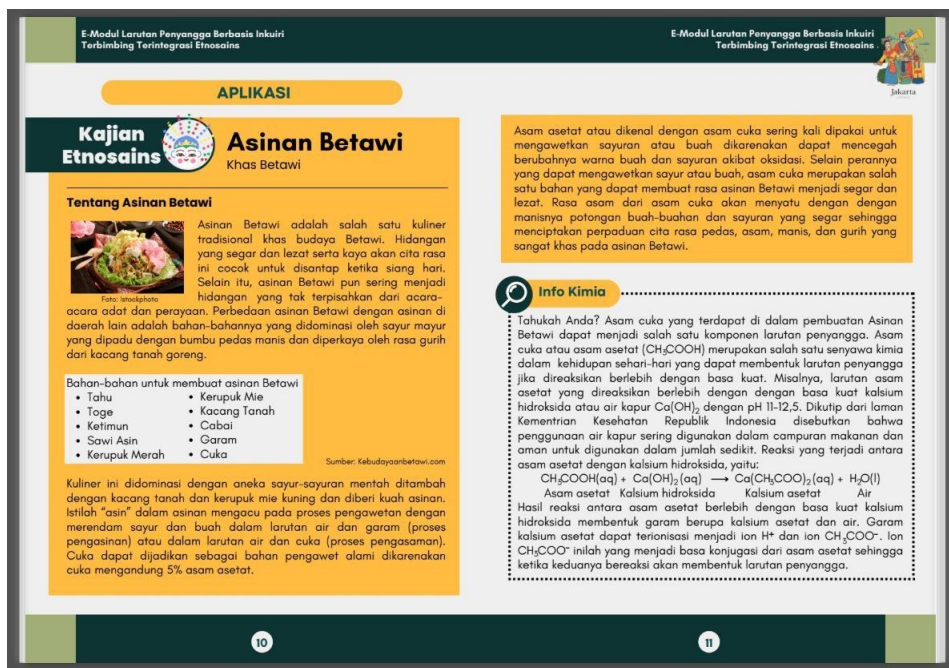 E-Modul Larutan Penyangga Berbasis Inkuiri
Terbimbing Terintegrasi Etnosains
APLIKASI
Kajian
Etnosains
Asinan Betawi
Khas Betawi
Tentang Asinan Betawi
Asinan Betawi adalah salah satu kuliner
tradisional khas budaya Betawi. Hidangan
yang segar dan lezat serta kaya akan cita rasa
ini cocok untuk disantap ketika siang hari.
Selain itu, asinan Betawi pun sering menjadi
hidangan yang tak terpisahkan dari acara-
Foto: Istockphoto
acara adat dan perayaan. Perbedaan asinan Betawi dengan asinan di
daerah lain adalah bahan-bahannya yang didominasi oleh sayur mayur
yang dipadu dengan bumbu pedas manis dan diperkaya oleh rasa gurih
dari kacang tanah goreng.
Bahan-bahan untuk membuat asinan Betawi
• Tahu
• Toge
• Ketimun
• Sawi Asin
• Kerupuk Merah
• Kerupuk Mie
• Kacang Tanah
• Cabai
• Garam
• Cuka
Sumber: Kebudayaanbetawi.com
Kuliner ini didominasi dengan aneka sayur-sayuran mentah ditambah
dengan kacang tanah dan kerupuk mie kuning dan diberi kuah asinan.
Istilah “asin” dalam asinan mengacu pada proses pengawetan dengan
merendam sayur dan buah dalam larutan air dan garam (proses
pengasinan) atau dalam larutan air dan cuka (proses pengasaman).
Cuka dapat dijadikan sebagai bahan pengawet alami dikarenakan
cuka mengandung 5% asam asetat.
10
E-Modul Larutan Penyangga Berbasis Inkuiri
Terbimbing Terintegrasi Etnosains
Jakarta
Asam asetat atau dikenal dengan asam cuka sering kali dipakai untuk
mengawetkan sayuran atau buah dikarenakan dapat mencegah
berubahnya warna buah dan sayuran akibat oksidasi. Selain perannya
yang dapat mengawetkan sayur atau buah, asam cuka merupakan salah
satu bahan yang dapat membuat rasa asinan Betawi menjadi segar dan
lezat. Rasa asam dari asam cuka akan menyatu dengan dengan
manisnya potongan buah-buahan dan sayuran yang segar sehingga
menciptakan perpaduan cita rasa pedas, asam, manis, dan gurih yang
sangat khas pada asinan Betawi.
Info Kimia
Tahukah Anda? Asam cuka yang terdapat di dalam pembuatan Asinan
Betawi dapat menjadi salah satu komponen larutan penyangga. Asam
cuka atau asam asetat (CH₃COOH) merupakan salah satu senyawa kimia
dalam kehidupan sehari-hari yang dapat membentuk larutan penyangga
jika direaksikan berlebih dengan basa kuat. Misalnya, larutan asam
asetat yang direaksikan berlebih dengan dengan basa kuat kalsium
hidroksida atau air kapur Ca(OH)₂ dengan pH 11-12,5. Dikutip dari laman
Kementrian Kesehatan Republik Indonesia disebutkan bahwa
penggunaan air kapur sering digunakan dalam campuran makanan dan
aman untuk digunakan dalam jumlah sedikit. Reaksi yang terjadi antara
asam asetat dengan kalsium hidroksida, yaitu:
CH₃COOH(aq) + Ca(OH)₂(aq) ⟶ Ca(CH₃COO)₂(aq) + H₂O(l)
Asam asetat Kalsium hidroksida Kalsium asetat Air
Hasil reaksi antara asam asetat berlebih dengan basa kuat kalsium
hidroksida membentuk garam berupa kalsium asetat dan air. Garam
kalsium asetat dapat terionisasi menjadi ion H⁺ dan ion CH₃COO⁻. Ion
CH₃COO⁻ inilah yang menjadi basa konjugasi dari asam asetat sehingga
ketika keduanya bereaksi akan membentuk larutan penyangga.
11